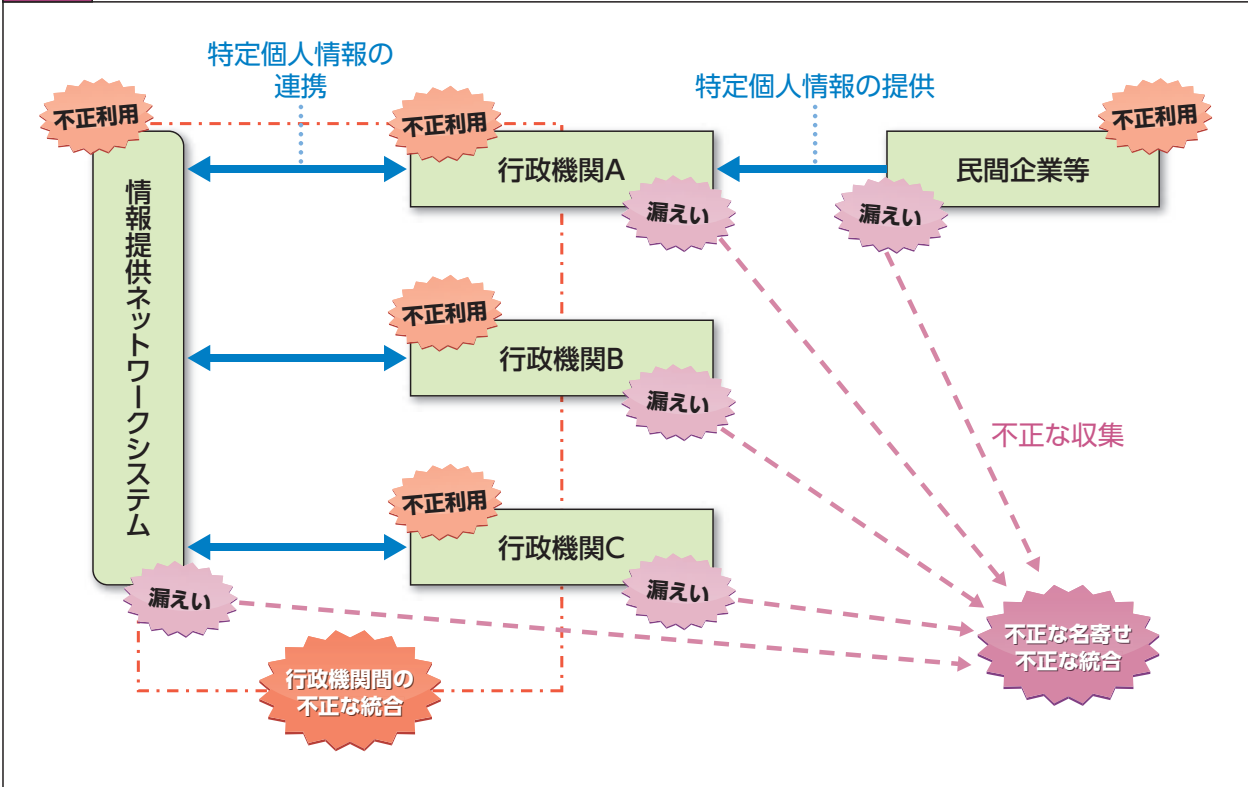 特定個人情報の
連携
特定個人情報の提供
不正利用
不正利用
不正利用
行政機関A
民間企業等
漏えい
漏えい
情報提供ネットワークシステム
不正利用
行政機関B
漏えい
不正な収集
不正利用
行政機関C
漏えい
漏えい
不正な名寄せ
不正な統合
行政機関間の
不正な統合